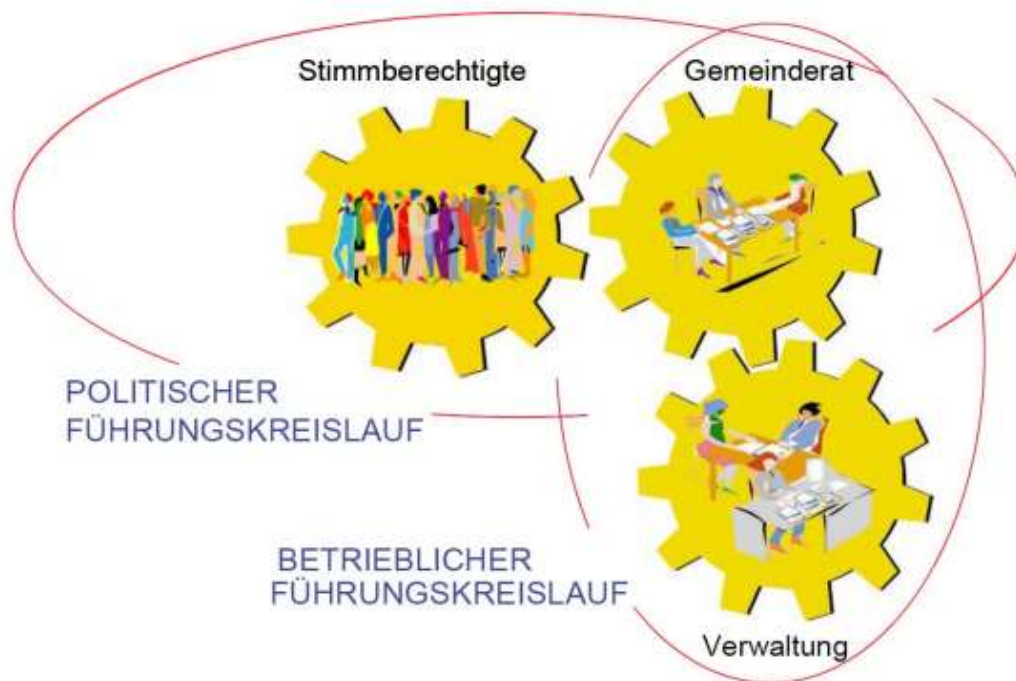 Stimmberechtigte
Gemeinderat
POLITISCHER
FÜHRUNGSKREISLAUF
BETRIEBLICHER
FÜHRUNGSKREISLAUF
Verwaltung